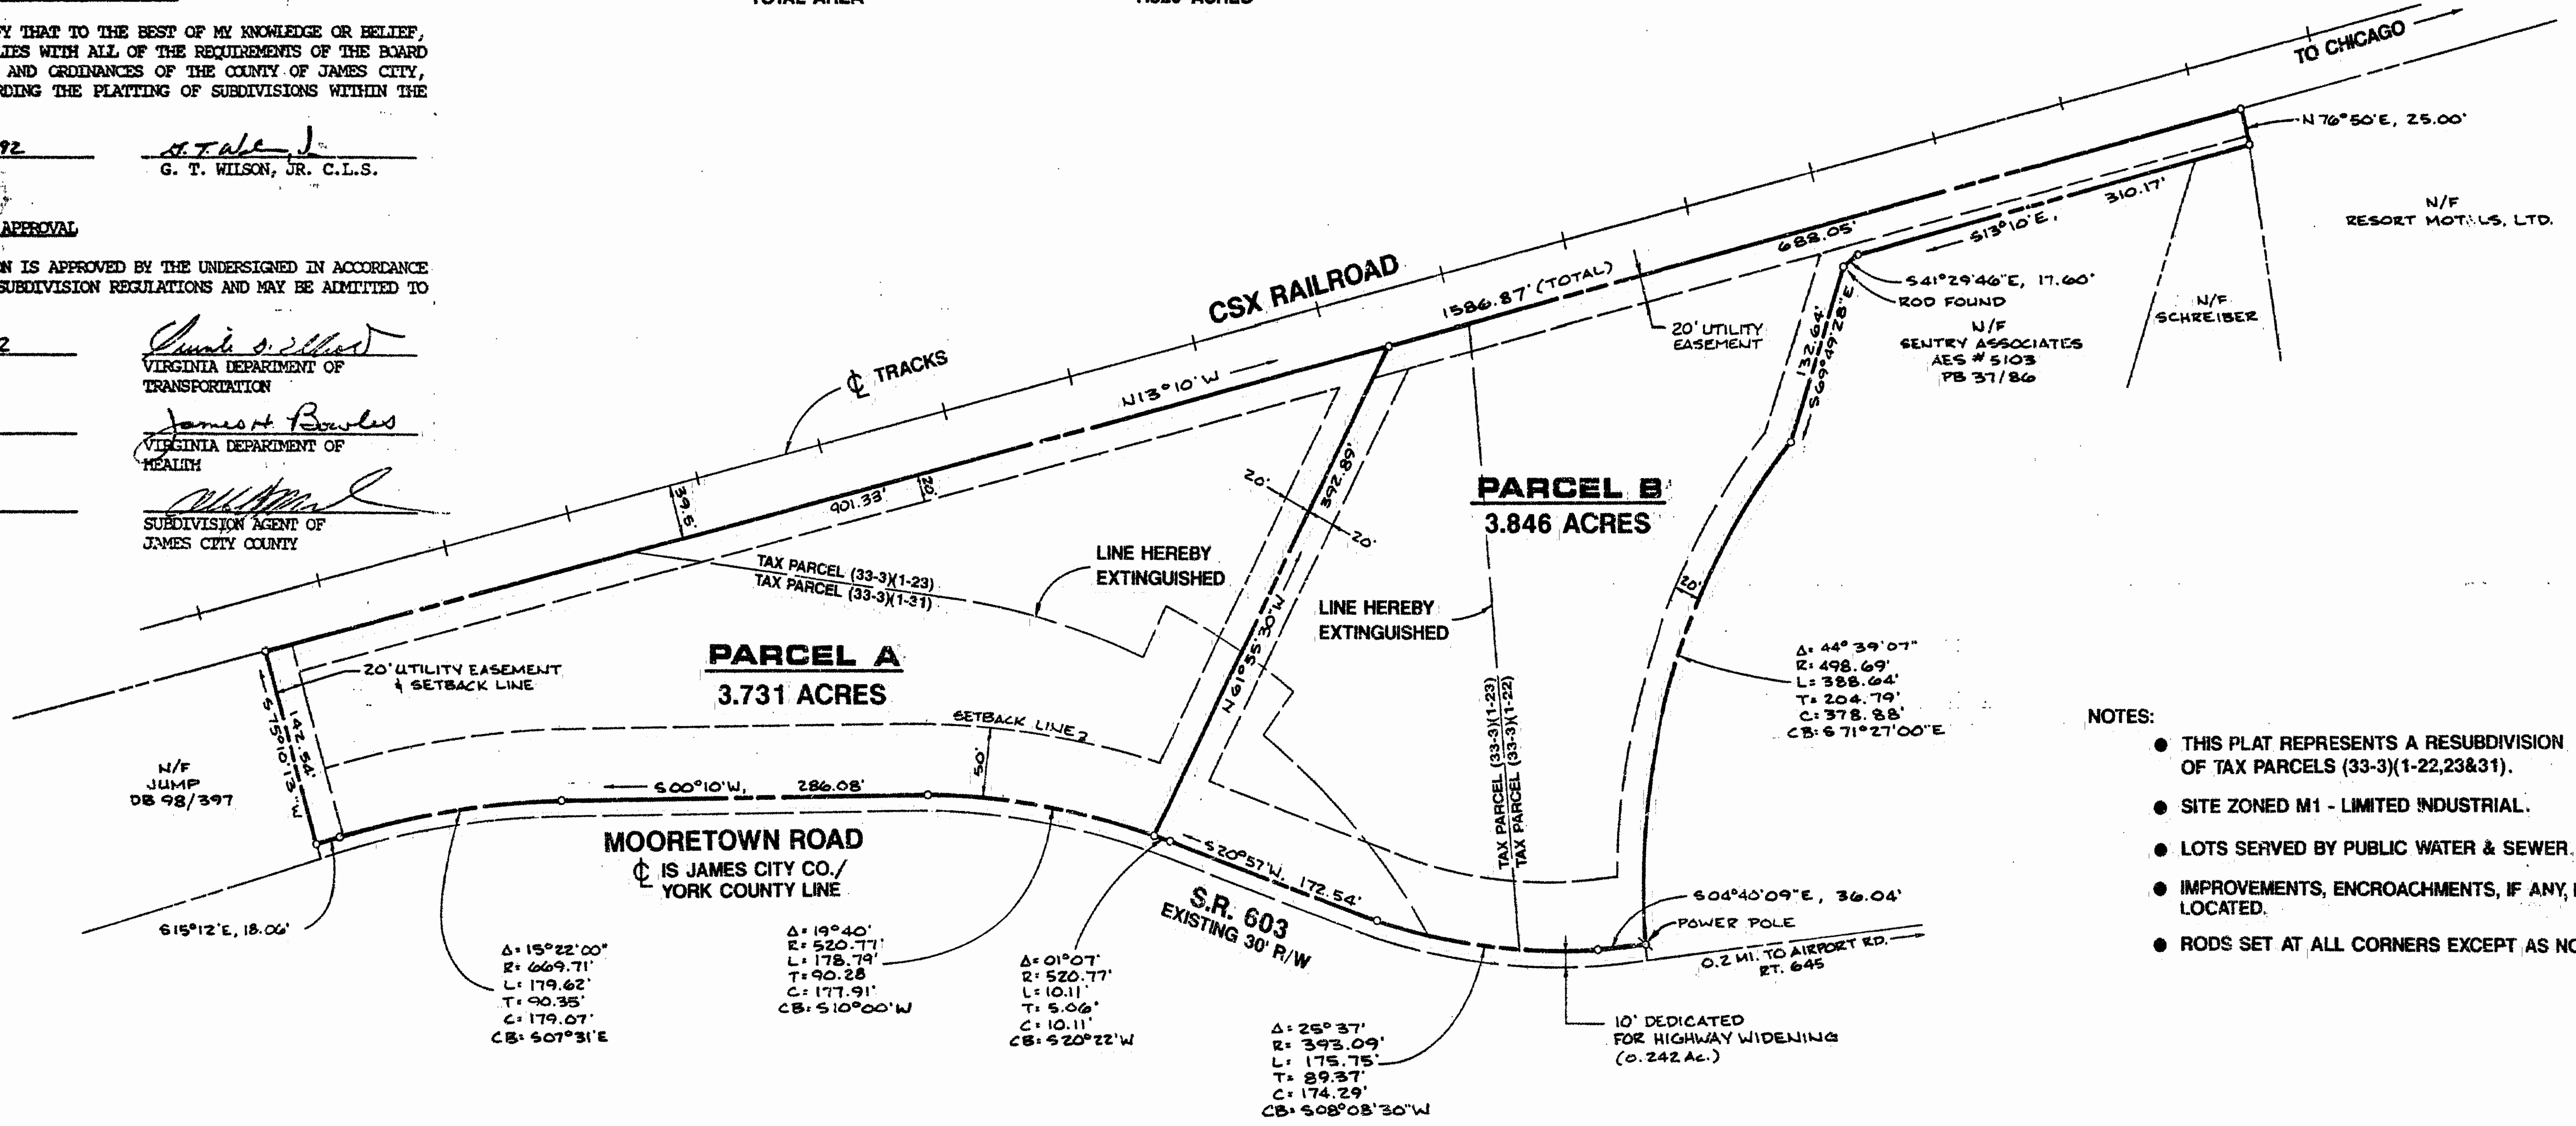 Y THAT TO THE BEST OF MY KNOWLEDGE OR BELIEF,
LIES WITH ALL OF THE REQUIREMENTS OF THE BOARD
AND ORDINANCES OF THE COUNTY OF JAMES CITY,
RDING THE PLATTING OF SUBDIVISIONS WITHIN THE
92
G. T. WILSON, JR. C.L.S.
APPROVAL
N IS APPROVED BY THE UNDERSIGNED IN ACCORDANCE
SUBDIVISION REGULATIONS AND MAY BE ADMITTED TO
2
VIRGINIA DEPARTMENT OF
TRANSPORTATION
James H. Bowles
VIRGINIA DEPARTMENT OF
HEALTH
SUBDIVISION AGENT OF
JAMES CITY COUNTY
TOTAL AREA
ACRES
TO CHICAGO
N 76°50'E, 25.00'
310.17'
S13°10'E,
N/F
RESORT MOTELS, LTD.
688.05'
S41°29'46"E, 17.60'
ROD FOUND
N/F
SENTRY ASSOCIATES
AES # 5103
PB 37/86
N/F
SCHREIBER
132.64'
S69°49'28"E
CSX RAILROAD
1586.87' (TOTAL)
20' UTILITY
EASEMENT
℄ TRACKS
N13°10'W
392.89'
20'
20'
N 61°55'30"W
39.5'
901.33'
20'
TAX PARCEL (33-3)(1-23)
TAX PARCEL (33-3)(1-31)
LINE HEREBY
EXTINGUISHED
PARCEL B
3.846 ACRES
LINE HEREBY
EXTINGUISHED
TAX PARCEL (33-3)(1-23)
TAX PARCEL (33-3)(1-22)
20'
Δ= 44°39'07"
R= 498.69'
L= 388.64'
T= 204.79'
C= 378.88'
CB= S 71°27'00"E
20' UTILITY EASEMENT
& SETBACK LINE
PARCEL A
3.731 ACRES
SETBACK LINE
50'
142.54'
S 75°10'13"W
N/F
JUMP
DB 98/397
S00°10'W, 286.08'
MOORETOWN ROAD
℄ IS JAMES CITY CO./
YORK COUNTY LINE
S15°12'E, 18.06'
Δ= 15°22'00"
R= 669.71'
L= 179.62'
T= 90.35'
C= 179.07'
CB= S07°31'E
Δ= 19°40'
R= 520.77'
L= 178.79'
T= 90.28
C= 177.91'
CB= S10°00'W
Δ= 01°07'
R= 520.77'
L= 10.11'
T= 5.06'
C= 10.11'
CB= S20°22'W
S20°57'W, 172.54'
S.R. 603
EXISTING 30' R/W
Δ= 25°37'
R= 393.09'
L= 175.75'
T= 89.37'
C= 174.29'
CB= S08°08'30"W
S04°40'09"E, 36.04'
POWER POLE
0.2 MI. TO AIRPORT RD.
RT. 645
10' DEDICATED
FOR HIGHWAY WIDENING
(0.242 Ac.)
NOTES:
● THIS PLAT REPRESENTS A RESUBDIVISION
OF TAX PARCELS (33-3)(1-22,23&31).
● SITE ZONED M1 - LIMITED INDUSTRIAL.
● LOTS SERVED BY PUBLIC WATER & SEWER.
● IMPROVEMENTS, ENCROACHMENTS, IF ANY,
LOCATED.
● RODS SET AT ALL CORNERS EXCEPT AS NO